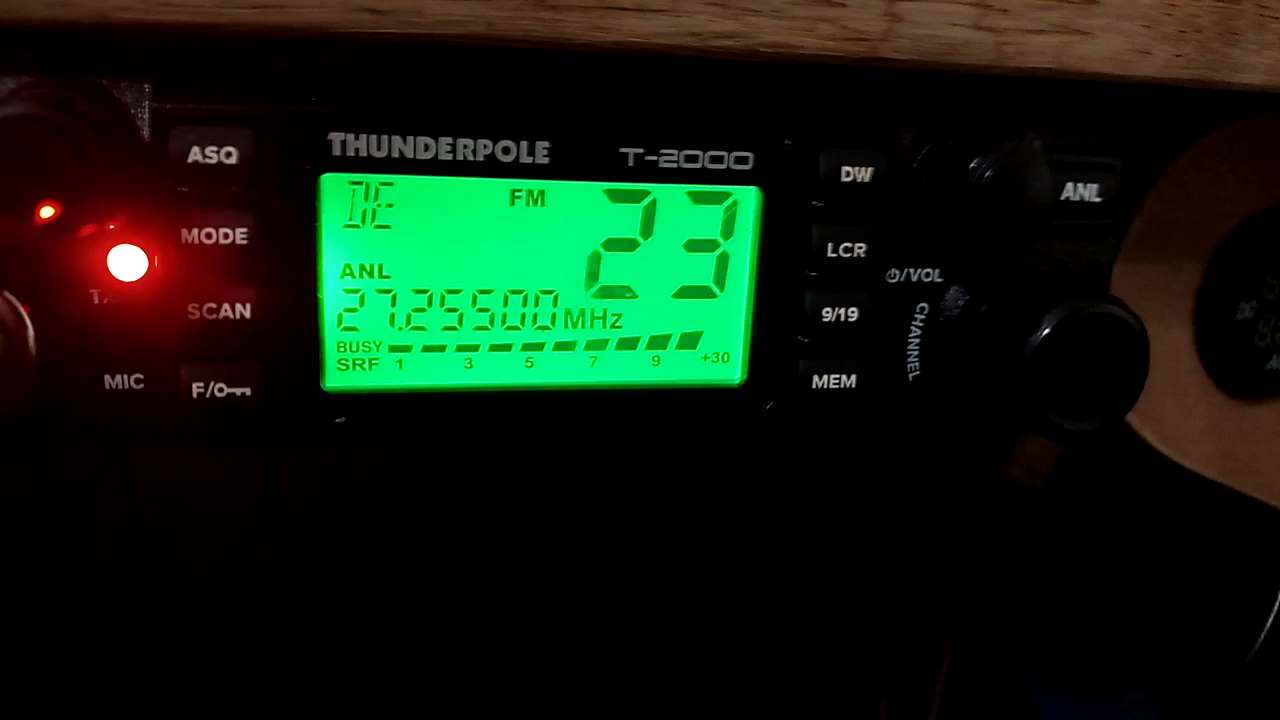 THUNDERPOLE T-2000
ASQ
MODE
SCAN
MIC
F/
DE FM 23
ANL
27.25500MHz
BUSY
SRF 1 3 5 7 9 +30
DW
LCR
9/19
MEM
/VOL
CHANNEL
ANL